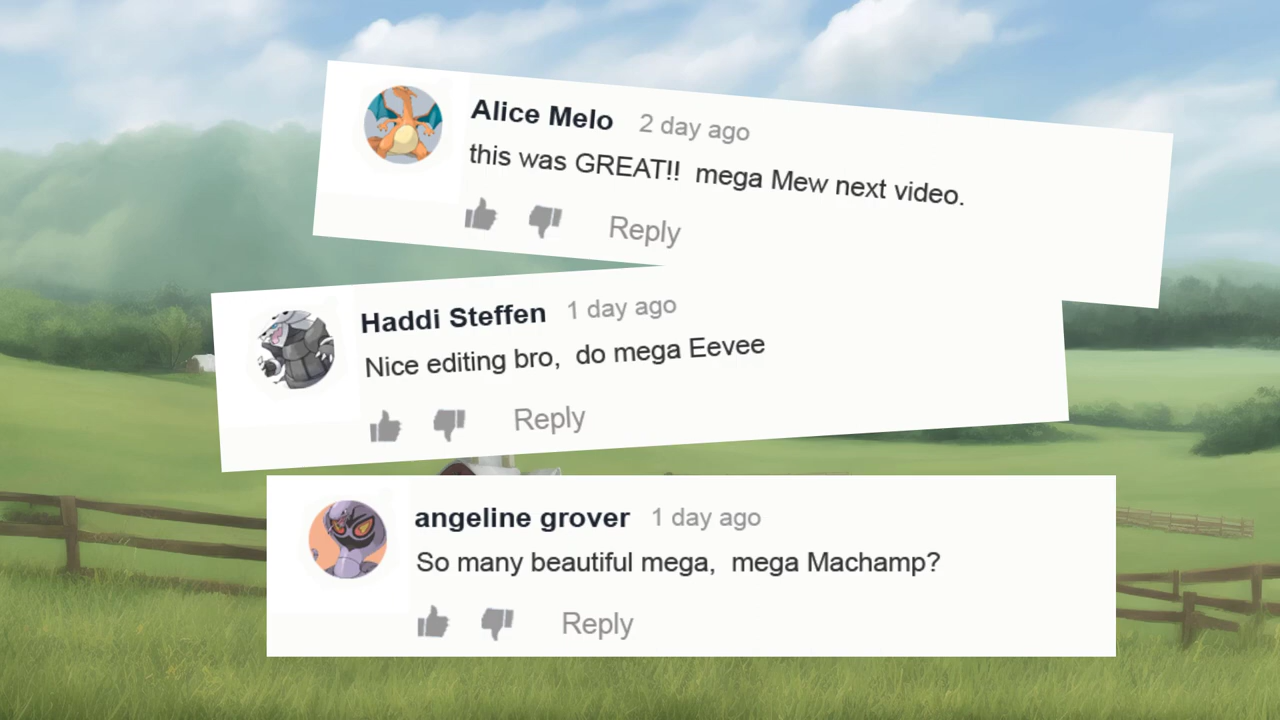 Alice Melo 2 day ago
this was GREAT!! mega Mew next video.
Reply
Haddi Steffen 1 day ago
Nice editing bro, do mega Eevee
Reply
angeline grover 1 day ago
So many beautiful mega, mega Machamp?
Reply